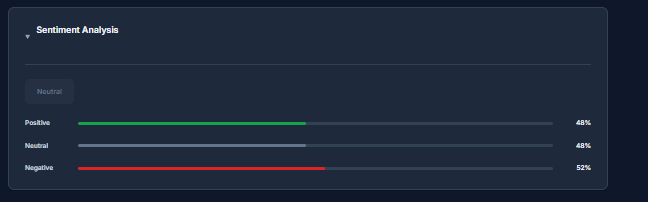 Sentiment Analysis
Neutral
Positive 48%
Neutral 48%
Negative 52%